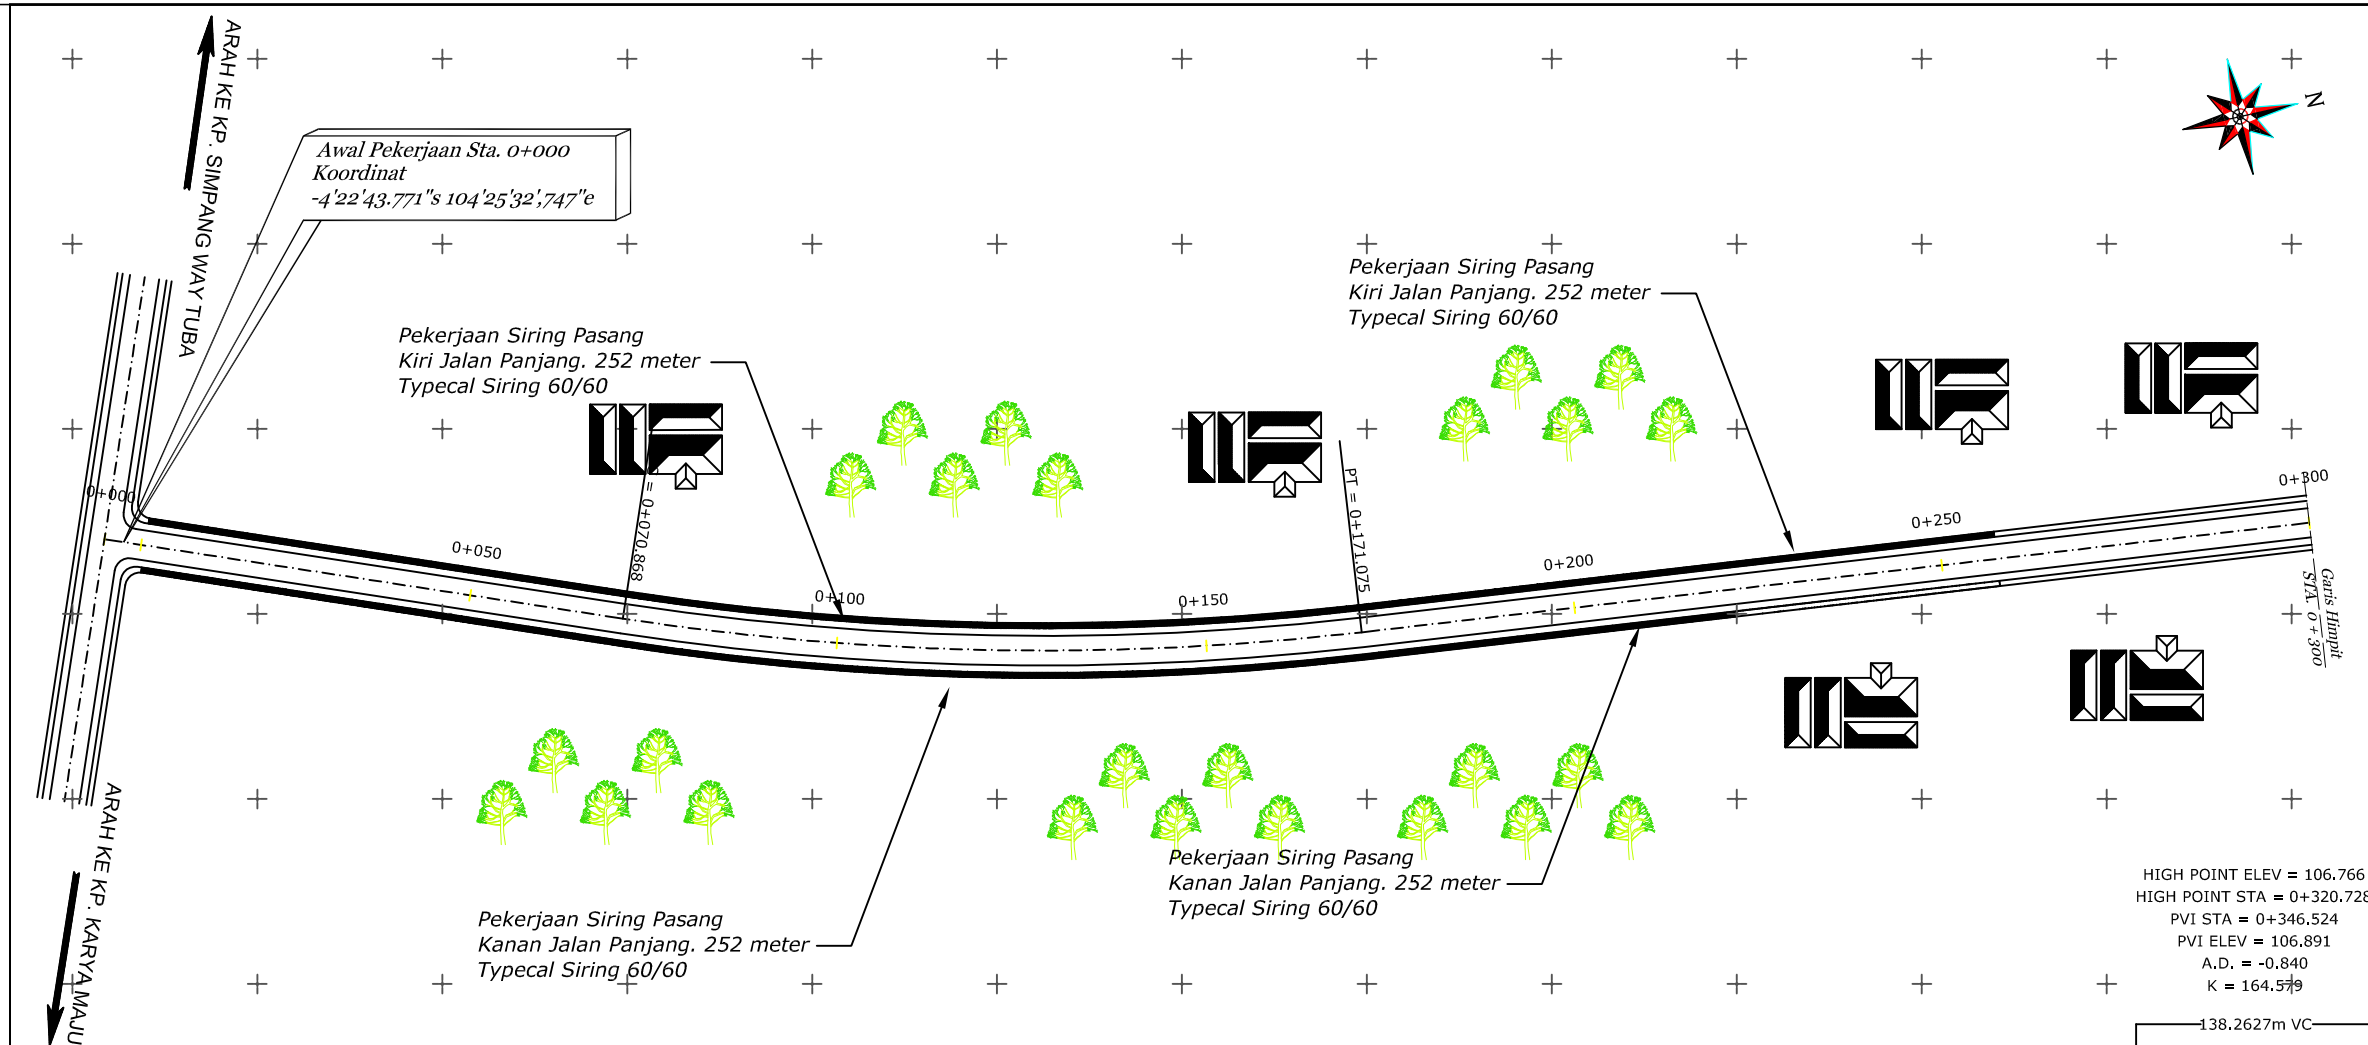 ARAH KE KP. SIMPANG WAY TUBA
Awal Pekerjaan Sta. 0+000
Koordinat
-4'22'43.771"s 104'25'32',747"e
N
Pekerjaan Siring Pasang
Kiri Jalan Panjang. 252 meter
Typecal Siring 60/60
Pekerjaan Siring Pasang
Kiri Jalan Panjang. 252 meter
Typecal Siring 60/60
0+000
0+050
= 0+070.868
0+100
0+150
PT = 0+171.075
0+200
0+250
0+300
Garis Himpit
STA. 0+300
ARAH KE KP. KARYA MAJU
Pekerjaan Siring Pasang
Kanan Jalan Panjang. 252 meter
Typecal Siring 60/60
Pekerjaan Siring Pasang
Kanan Jalan Panjang. 252 meter
Typecal Siring 60/60
HIGH POINT ELEV = 106.766
HIGH POINT STA = 0+320.728
PVI STA = 0+346.524
PVI ELEV = 106.891
A.D. = -0.840
K = 164.579
138.2627m VC